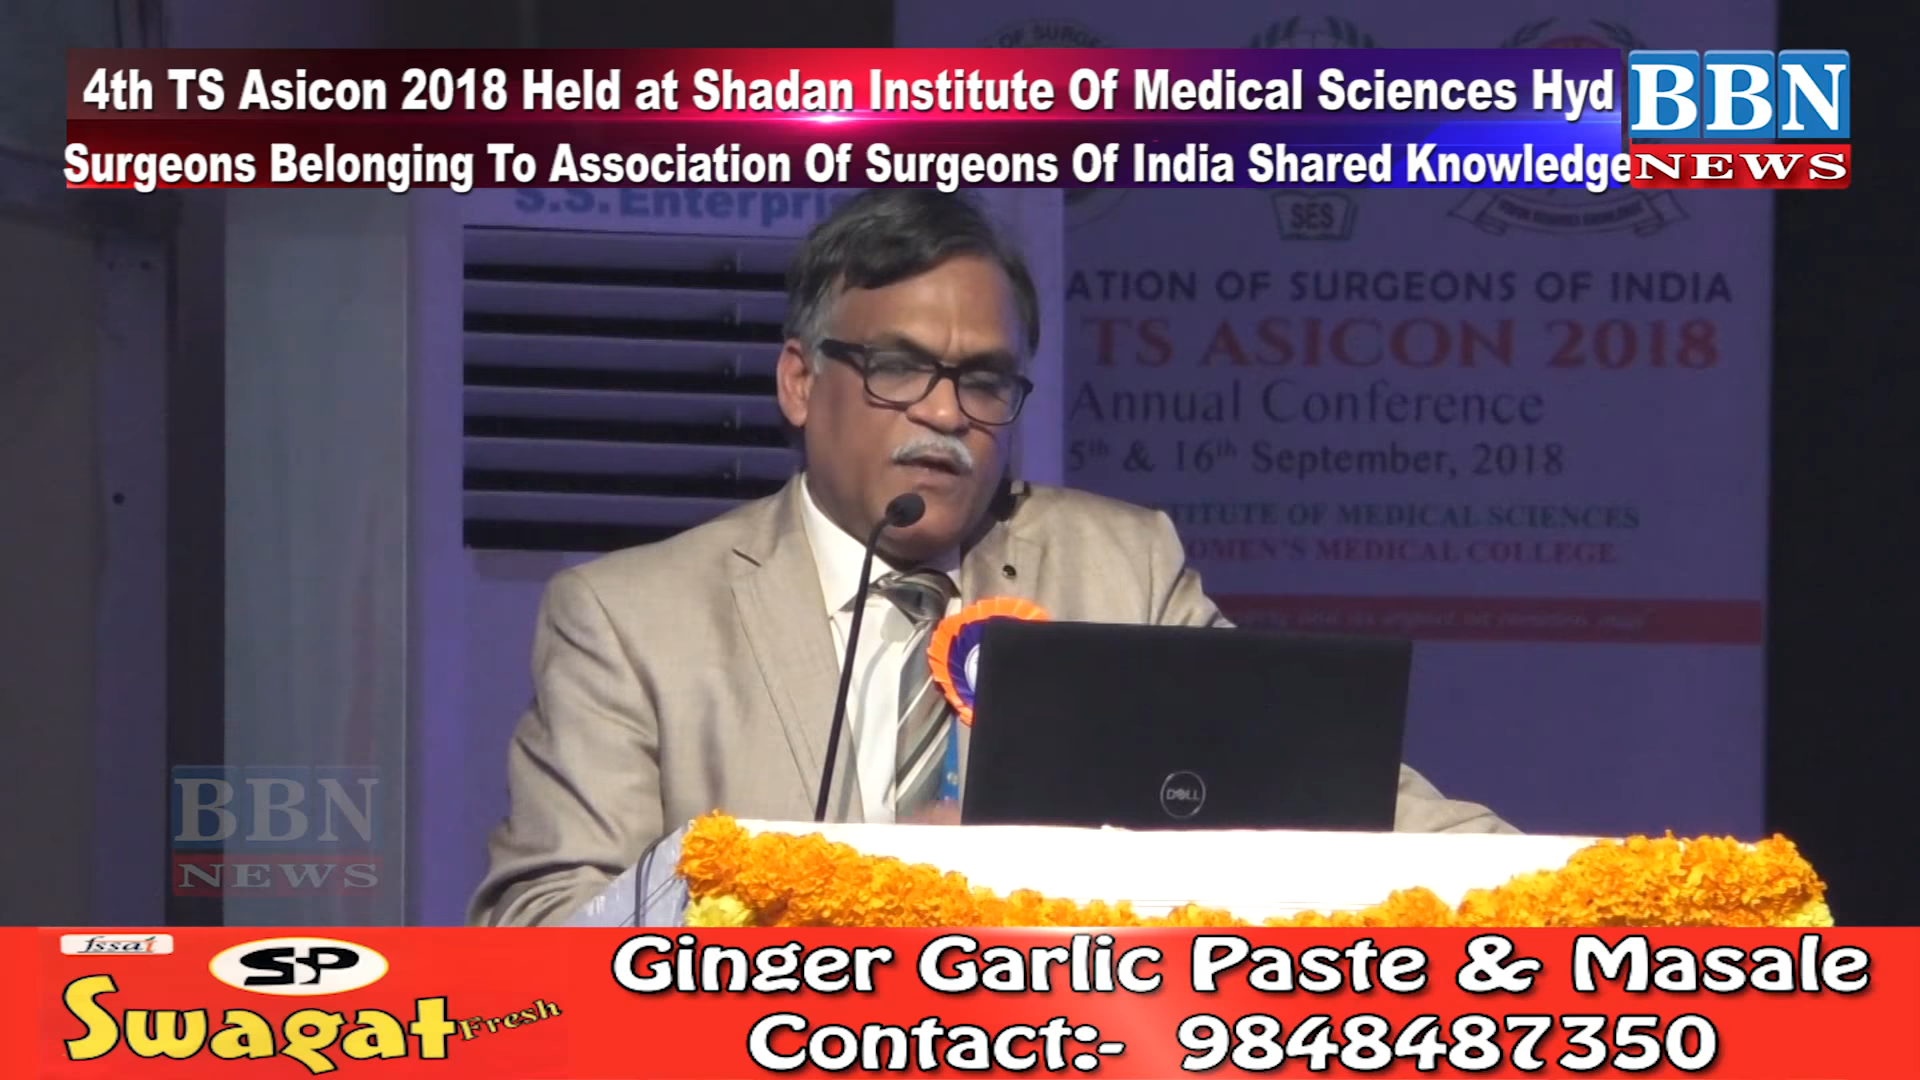 4th TS Asicon 2018 Held at Shadan Institute Of Medical Sciences Hyd
Surgeons Belonging To Association Of Surgeons Of India Shared Knowledge
BBN
NEWS
OF SURGE
SES
S.S.Enterpri
ATION OF SURGEONS OF INDIA
TS ASICON 2018
Annual Conference
5th & 16th September, 2018
TITUTE OF MEDICAL SCIENCES
OMEN'S MEDICAL COLLEGE
DELL
BBN
NEWS
fssai
SP
Swagat Fresh
Ginger Garlic Paste & Masale
Contact:- 9848487350